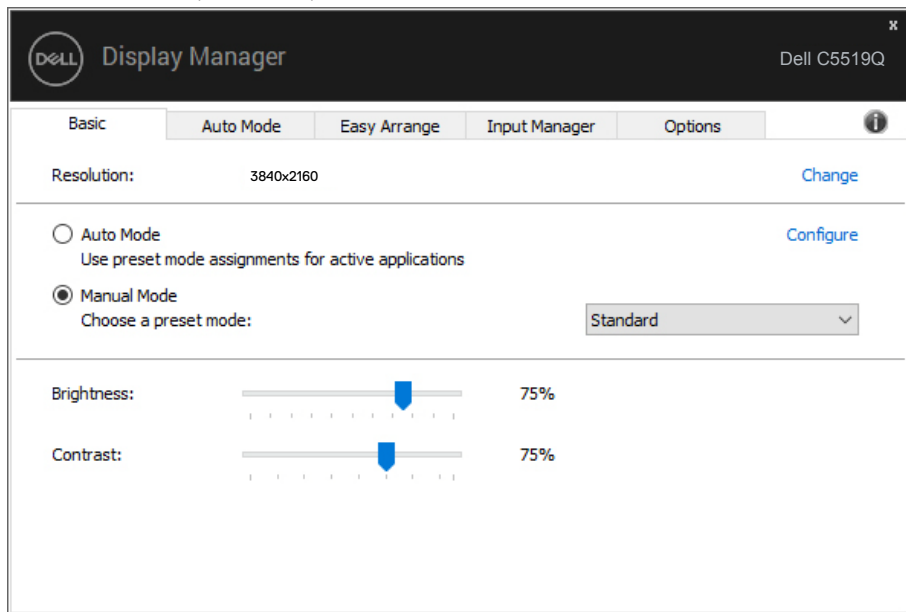 x
DELL Display Manager
Dell C5519Q
Basic Auto Mode Easy Arrange Input Manager Options i
Resolution: 3840x2160 Change
Auto Mode Configure
Use preset mode assignments for active applications
Manual Mode
Choose a preset mode: Standard
Brightness: 75%
Contrast: 75%